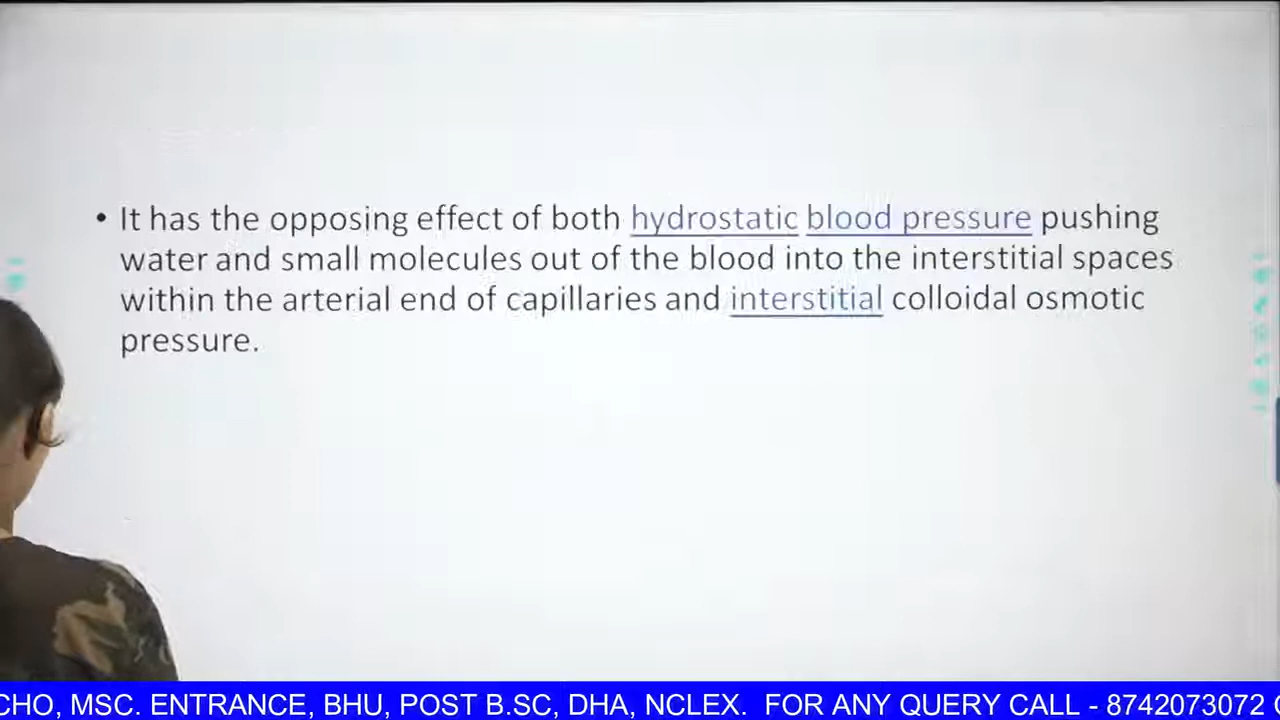 • It has the opposing effect of both hydrostatic blood pressure pushing
water and small molecules out of the blood into the interstitial spaces
within the arterial end of capillaries and interstitial colloidal osmotic
pressure.
CHO, MSC. ENTRANCE, BHU, POST B.SC, DHA, NCLEX. FOR ANY QUERY CALL - 8742073072